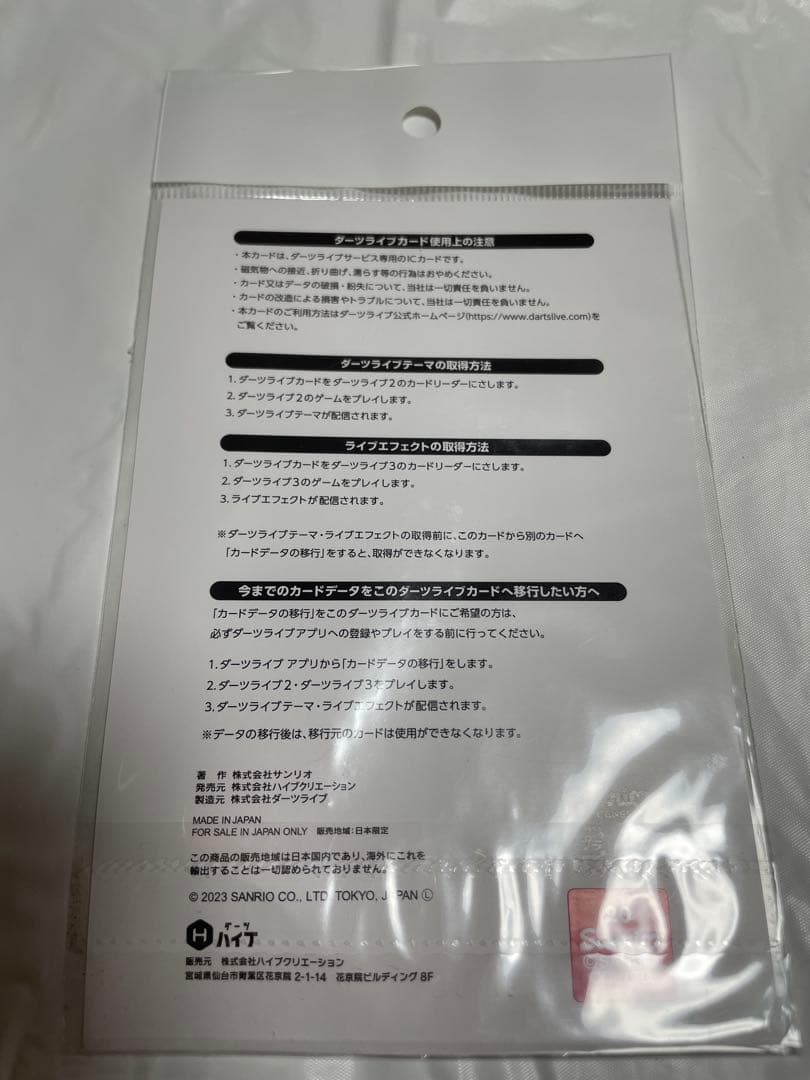 ダーツライブカード使用上の注意
・本カードは、ダーツライブサービス専用のICカードです。
・磁気物への接近、折り曲げ、濡らす等の行為はおやめください。
・カード又はデータの破損・紛失について、当社は一切責任を負いません。
・カードの改造による損害やトラブルについて、当社は一切責任を負いません。
・本カードのご利用方法はダーツライブ公式ホームページ(https://www.dartslive.com)を
ご覧ください。
ダーツライブテーマの取得方法
1. ダーツライブカードをダーツライブ2のカードリーダーにさします。
2. ダーツライブ2のゲームをプレイします。
3. ダーツライブテーマが配信されます。
ライブエフェクトの取得方法
1. ダーツライブカードをダーツライブ3のカードリーダーにさします。
2. ダーツライブ3のゲームをプレイします。
3. ライブエフェクトが配信されます。
※ダーツライブテーマ・ライブエフェクトの取得前に、このカードから別のカードへ
「カードデータの移行」をすると、取得ができなくなります。
今までのカードデータをこのダーツライブカードへ移行したい方へ
「カードデータの移行」をこのダーツライブカードにご希望の方は、
必ずダーツライブアプリへの登録やプレイをする前に行ってください。
1. ダーツライブ アプリから「カードデータの移行」をします。
2. ダーツライブ2・ダーツライブ3をプレイします。
3. ダーツライブテーマ・ライブエフェクトが配信されます。
※データの移行後は、移行元のカードは使用ができなくなります。
著 作 株式会社サンリオ
発売元 株式会社ハイブクリエーション
製造元 株式会社ダーツライブ
MADE IN JAPAN
FOR SALE IN JAPAN ONLY 販売地域:日本限定
この商品の販売地域は日本国内であり、海外にこれを
輸出することは一切認められておりません。
© 2023 SANRIO CO., LTD. TOKYO, JAPAN Ⓛ
ダーツ
H ハイブ
販売元 株式会社ハイブクリエーション
宮城県仙台市青葉区花京院 2-1-14 花京院ビルディング 8F
Sanrio